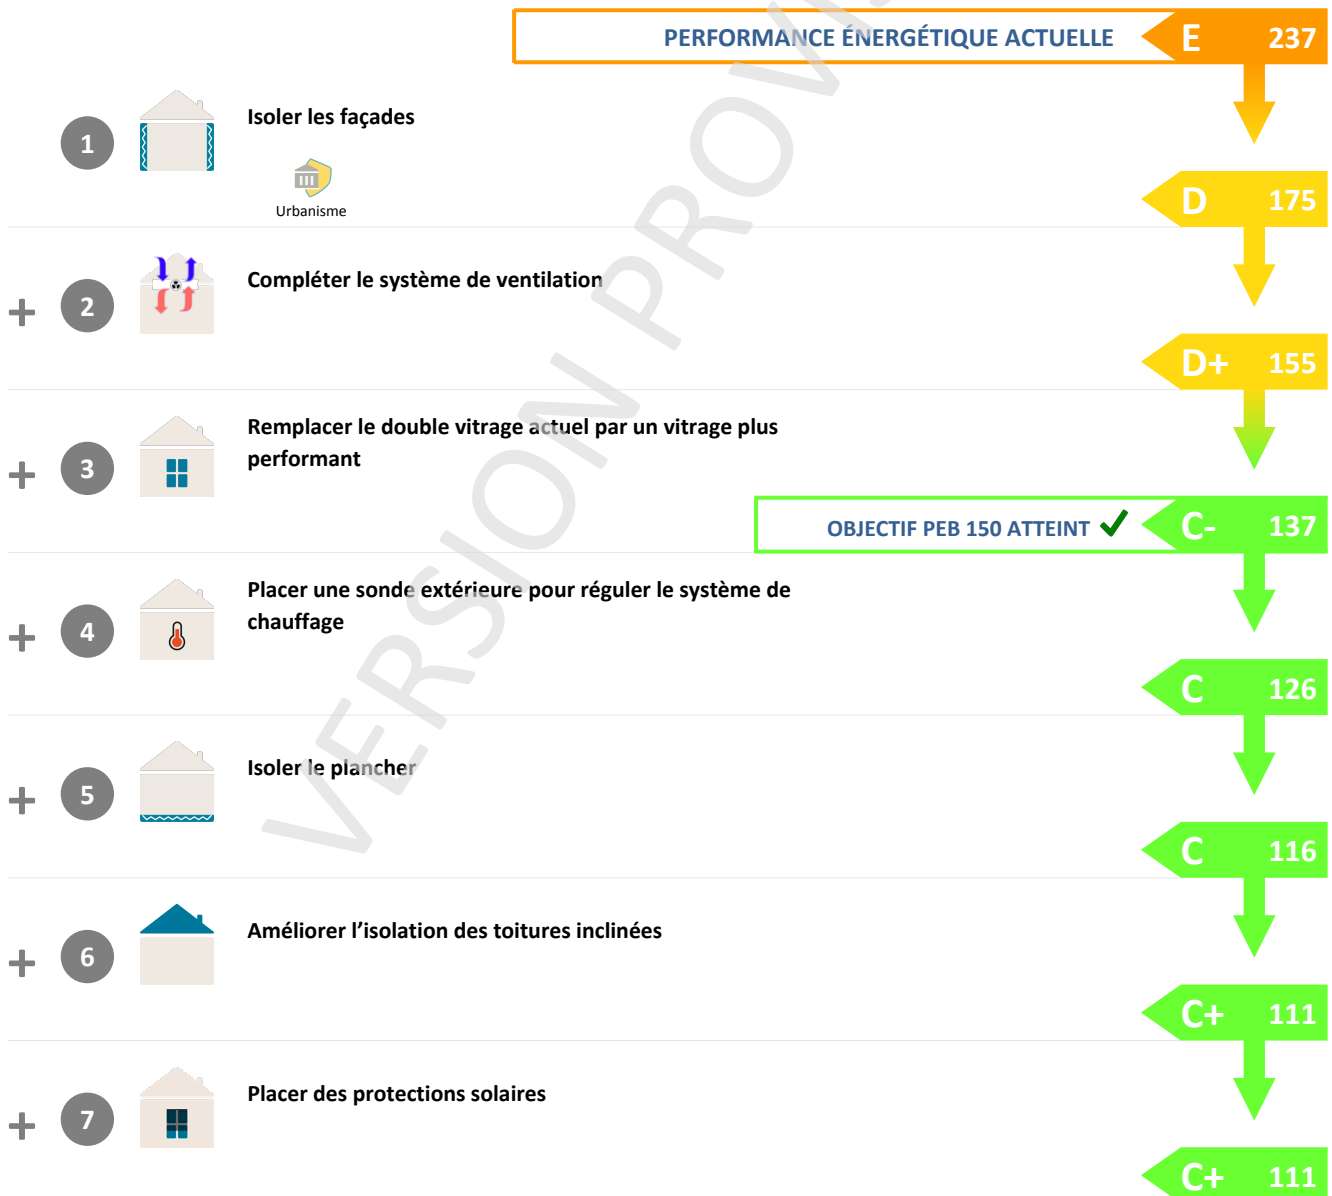 PERFORMANCE ÉNERGÉTIQUE ACTUELLE E 237
1 Isoler les façades
Urbanisme
D 175
+ 2 Compléter le système de ventilation
D+ 155
+ 3 Remplacer le double vitrage actuel par un vitrage plus
performant
OBJECTIF PEB 150 ATTEINT C- 137
+ 4 Placer une sonde extérieure pour réguler le système de
chauffage
C 126
+ 5 Isoler le plancher
C 116
+ 6 Améliorer l’isolation des toitures inclinées
C+ 111
+ 7 Placer des protections solaires
C+ 111
VERSION PROVIS